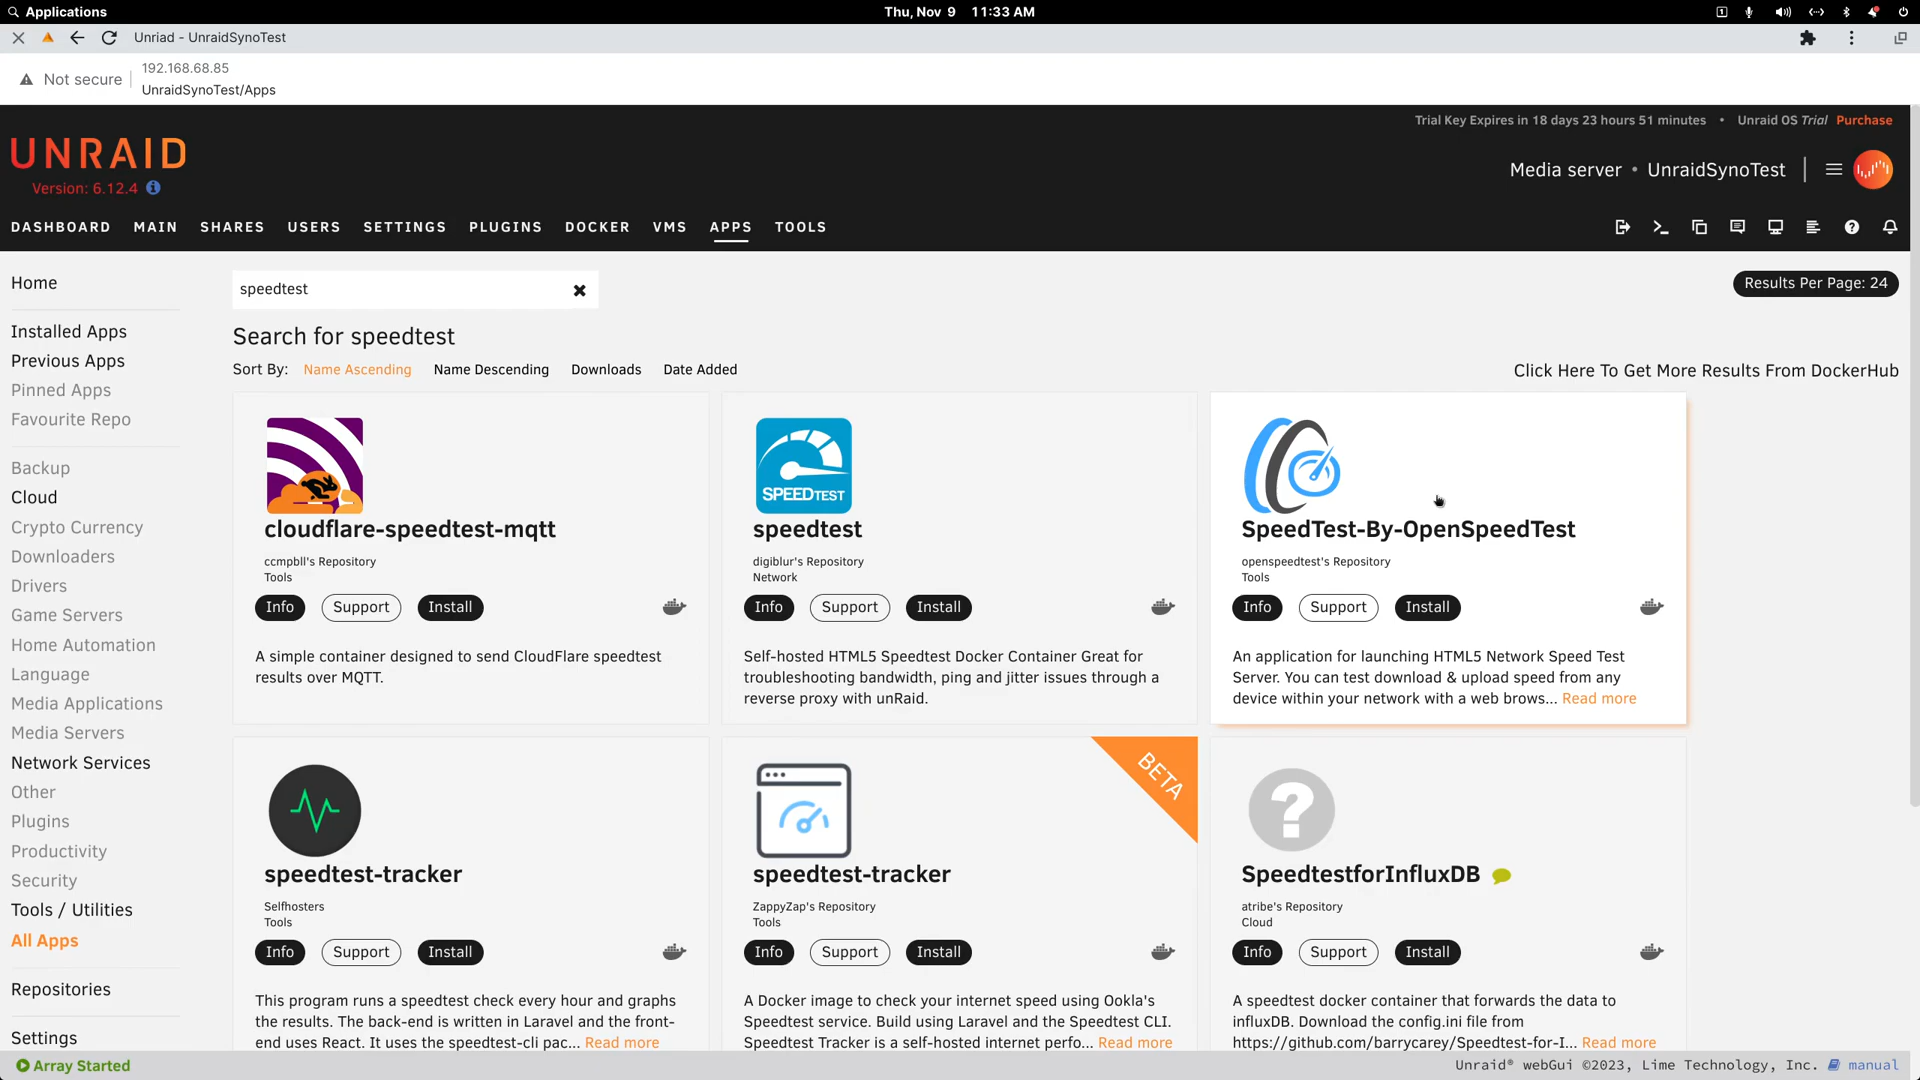 Applications
Thu, Nov 9 11:33 AM
Unriad - UnraidSynoTest
Not secure
192.168.68.85
UnraidSynoTest/Apps
Trial Key Expires in 18 days 23 hours 51 minutes • Unraid OS Trial Purchase
UNRAID
Version: 6.12.4
Media server • UnraidSynoTest
DASHBOARD MAIN SHARES USERS SETTINGS PLUGINS DOCKER VMS APPS TOOLS
Home
Installed Apps
Previous Apps
Pinned Apps
Favourite Repo
Backup
Cloud
Crypto Currency
Downloaders
Drivers
Game Servers
Home Automation
Language
Media Applications
Media Servers
Network Services
Other
Plugins
Productivity
Security
Tools / Utilities
All Apps
Repositories
Settings
speedtest
Results Per Page: 24
Search for speedtest
Sort By: Name Ascending Name Descending Downloads Date Added
Click Here To Get More Results From DockerHub
cloudflare-speedtest-mqtt
ccmpbll's Repository
Tools
Info Support Install
A simple container designed to send CloudFlare speedtest
results over MQTT.
SPEEDTEST
speedtest
digiblur's Repository
Network
Info Support Install
Self-hosted HTML5 Speedtest Docker Container Great for
troubleshooting bandwidth, ping and jitter issues through a
reverse proxy with unRaid.
SpeedTest-By-OpenSpeedTest
openspeedtest's Repository
Tools
Info Support Install
An application for launching HTML5 Network Speed Test
Server. You can test download & upload speed from any
device within your network with a web brows... Read more
speedtest-tracker
Selfhosters
Tools
Info Support Install
This program runs a speedtest check every hour and graphs
the results. The back-end is written in Laravel and the front-
end uses React. It uses the speedtest-cli pac... Read more
BETA
speedtest-tracker
ZappyZap's Repository
Tools
Info Support Install
A Docker image to check your internet speed using Ookla's
Speedtest service. Build using Laravel and the Speedtest CLI.
Speedtest Tracker is a self-hosted internet perfo... Read more
?
SpeedtestforInfluxDB
atribe's Repository
Cloud
Info Support Install
A speedtest docker container that forwards the data to
influxDB. Download the config.ini file from
https://github.com/barrycarey/Speedtest-for-I... Read more
Array Started
Unraid® webGui ©2023, Lime Technology, Inc. manual